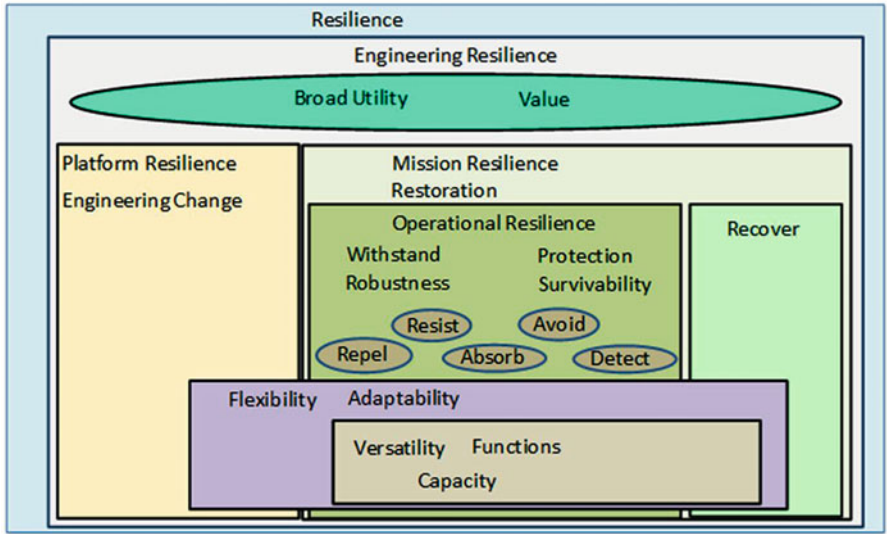 Resilience
Engineering Resilience
Broad Utility Value
Platform Resilience
Engineering Change
Mission Resilience
Restoration
Operational Resilience
Withstand Protection
Robustness Survivability
Resist Avoid
Repel Absorb Detect
Recover
Flexibility Adaptability
Versatility Functions
Capacity